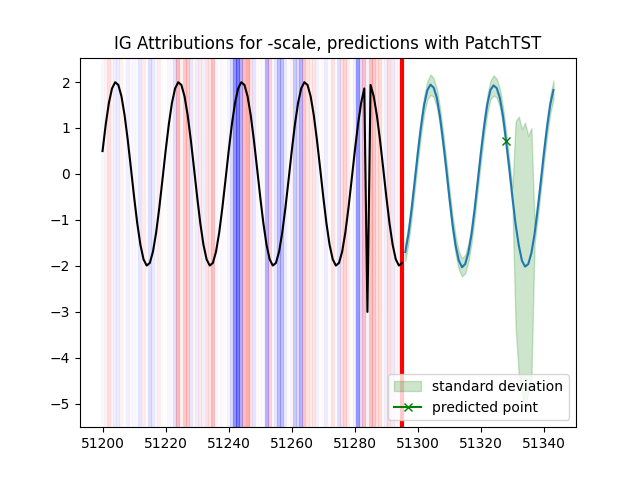 IG Attributions for -scale, predictions with PatchTST
2
1
0
−1
−2
−3
−4
−5
standard deviation
predicted point
51200 51220 51240 51260 51280 51300 51320 51340